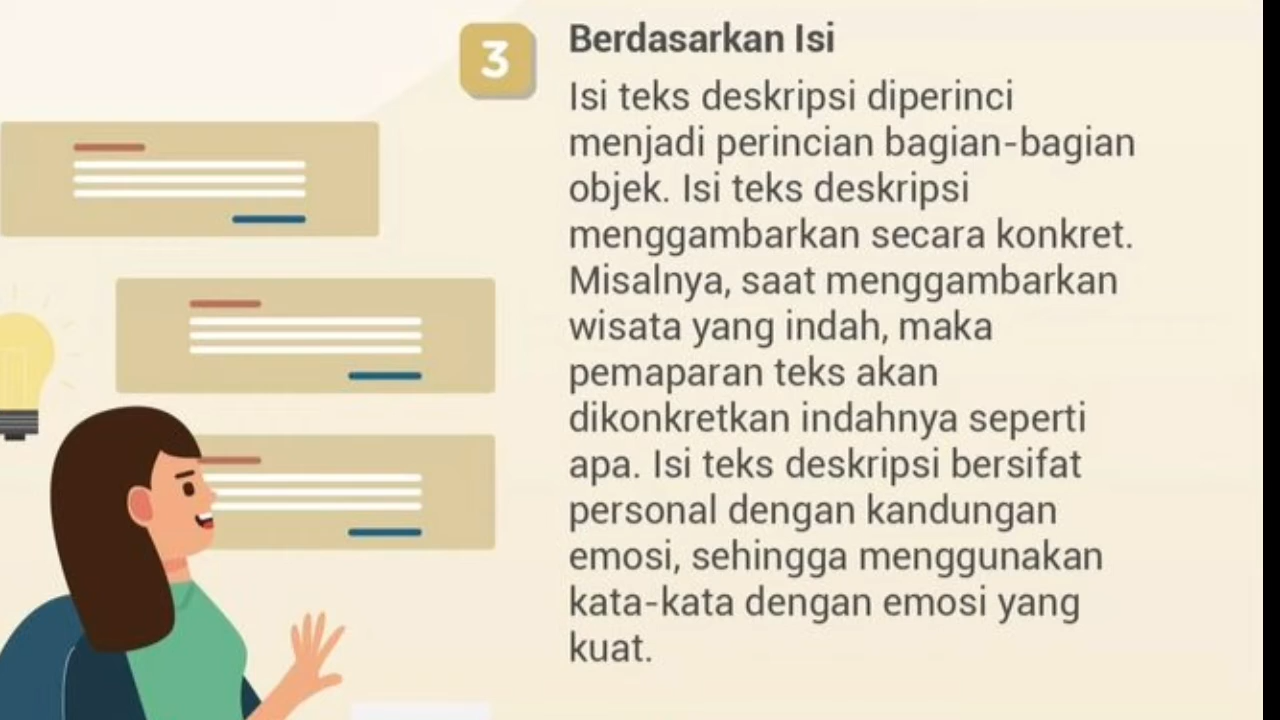 3
Berdasarkan Isi
Isi teks deskripsi diperinci
menjadi perincian bagian-bagian
objek. Isi teks deskripsi
menggambarkan secara konkret.
Misalnya, saat menggambarkan
wisata yang indah, maka
pemaparan teks akan
dikonkretkan indahnya seperti
apa. Isi teks deskripsi bersifat
personal dengan kandungan
emosi, sehingga menggunakan
kata-kata dengan emosi yang
kuat.